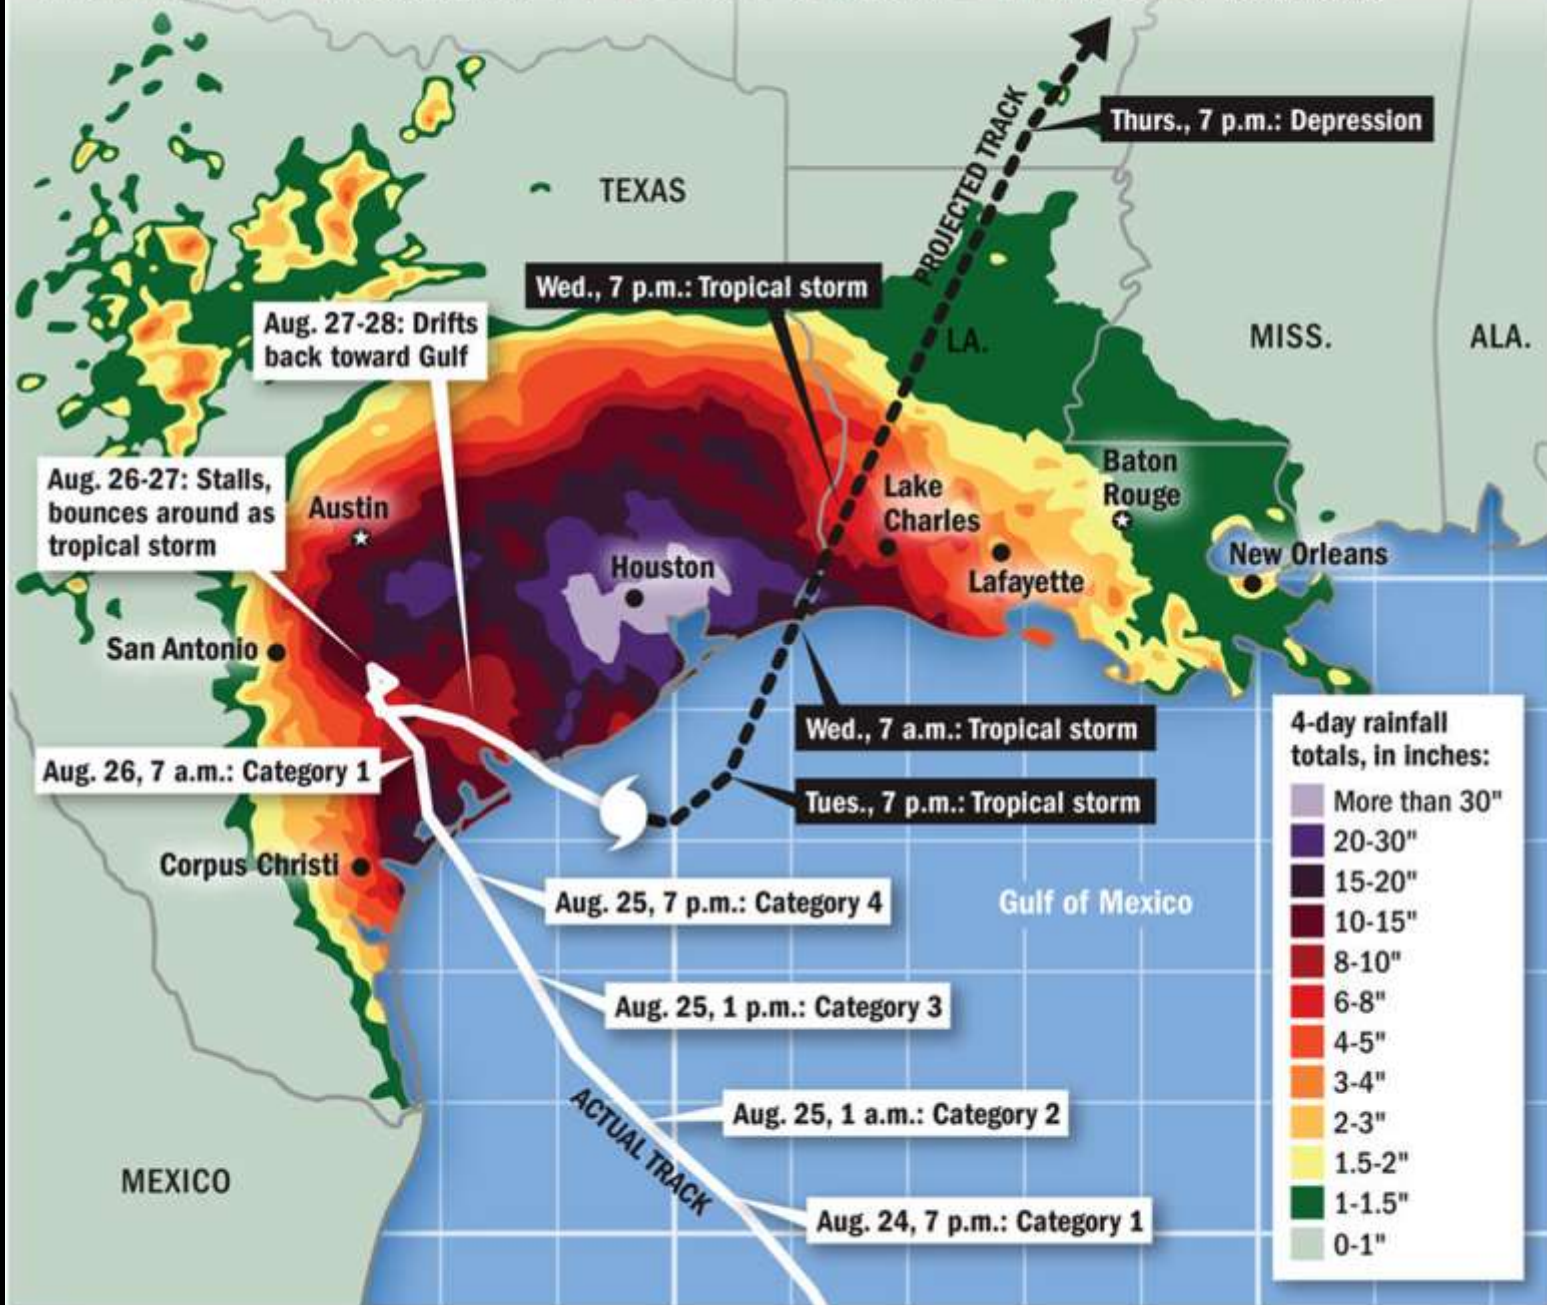 Thurs., 7 p.m.: Depression
PROJECTED TRACK
TEXAS
Wed., 7 p.m.: Tropical storm
Aug. 27-28: Drifts
back toward Gulf
LA.
MISS.
ALA.
Aug. 26-27: Stalls,
bounces around as
tropical storm
Austin
Lake
Charles
Baton
Rouge
Houston
Lafayette
New Orleans
San Antonio
Wed., 7 a.m.: Tropical storm
Aug. 26, 7 a.m.: Category 1
Tues., 7 p.m.: Tropical storm
Corpus Christi
Aug. 25, 7 p.m.: Category 4
Gulf of Mexico
Aug. 25, 1 p.m.: Category 3
ACTUAL TRACK
Aug. 25, 1 a.m.: Category 2
MEXICO
Aug. 24, 7 p.m.: Category 1
4-day rainfall
totals, in inches:
More than 30"
20-30"
15-20"
10-15"
8-10"
6-8"
4-5"
3-4"
2-3"
1.5-2"
1-1.5"
0-1"